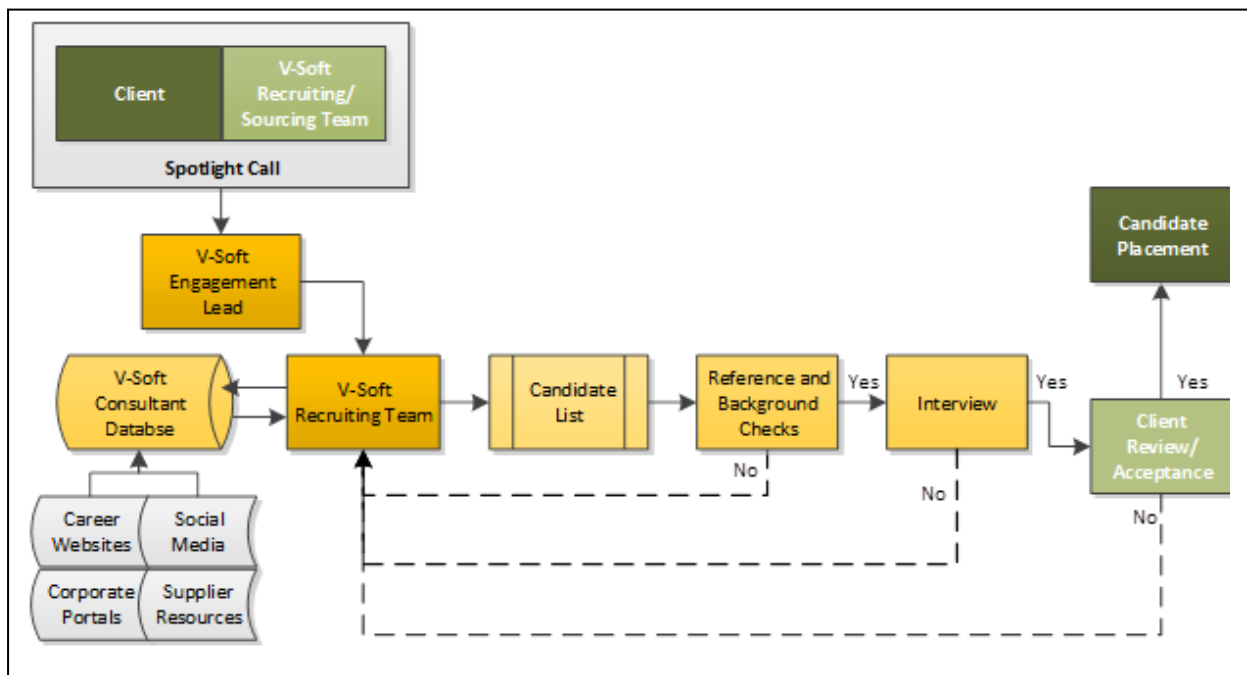 Client
V-Soft
Recruiting/
Sourcing Team
Spotlight Call
V-Soft
Engagement
Lead
Candidate
Placement
V-Soft
Consultant
Databse
V-Soft
Recruiting Team
Candidate
List
Reference and
Background
Checks
Yes
Interview
Yes
Yes
Client
Review/
Acceptance
No
No
No
Career
Websites
Social
Media
Corporate
Portals
Supplier
Resources